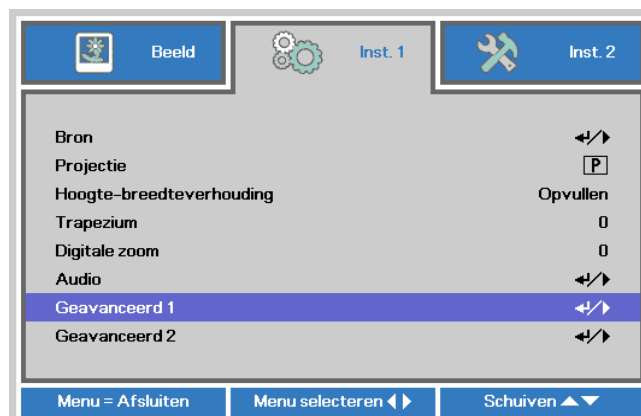 Beeld
Inst. 1
Inst. 2
Bron
Projectie P
Hoogte-breedteverhouding Opvullen
Trapezium 0
Digitale zoom 0
Audio
Geavanceerd 1
Geavanceerd 2
Menu = Afsluiten Menu selecteren Schuiven